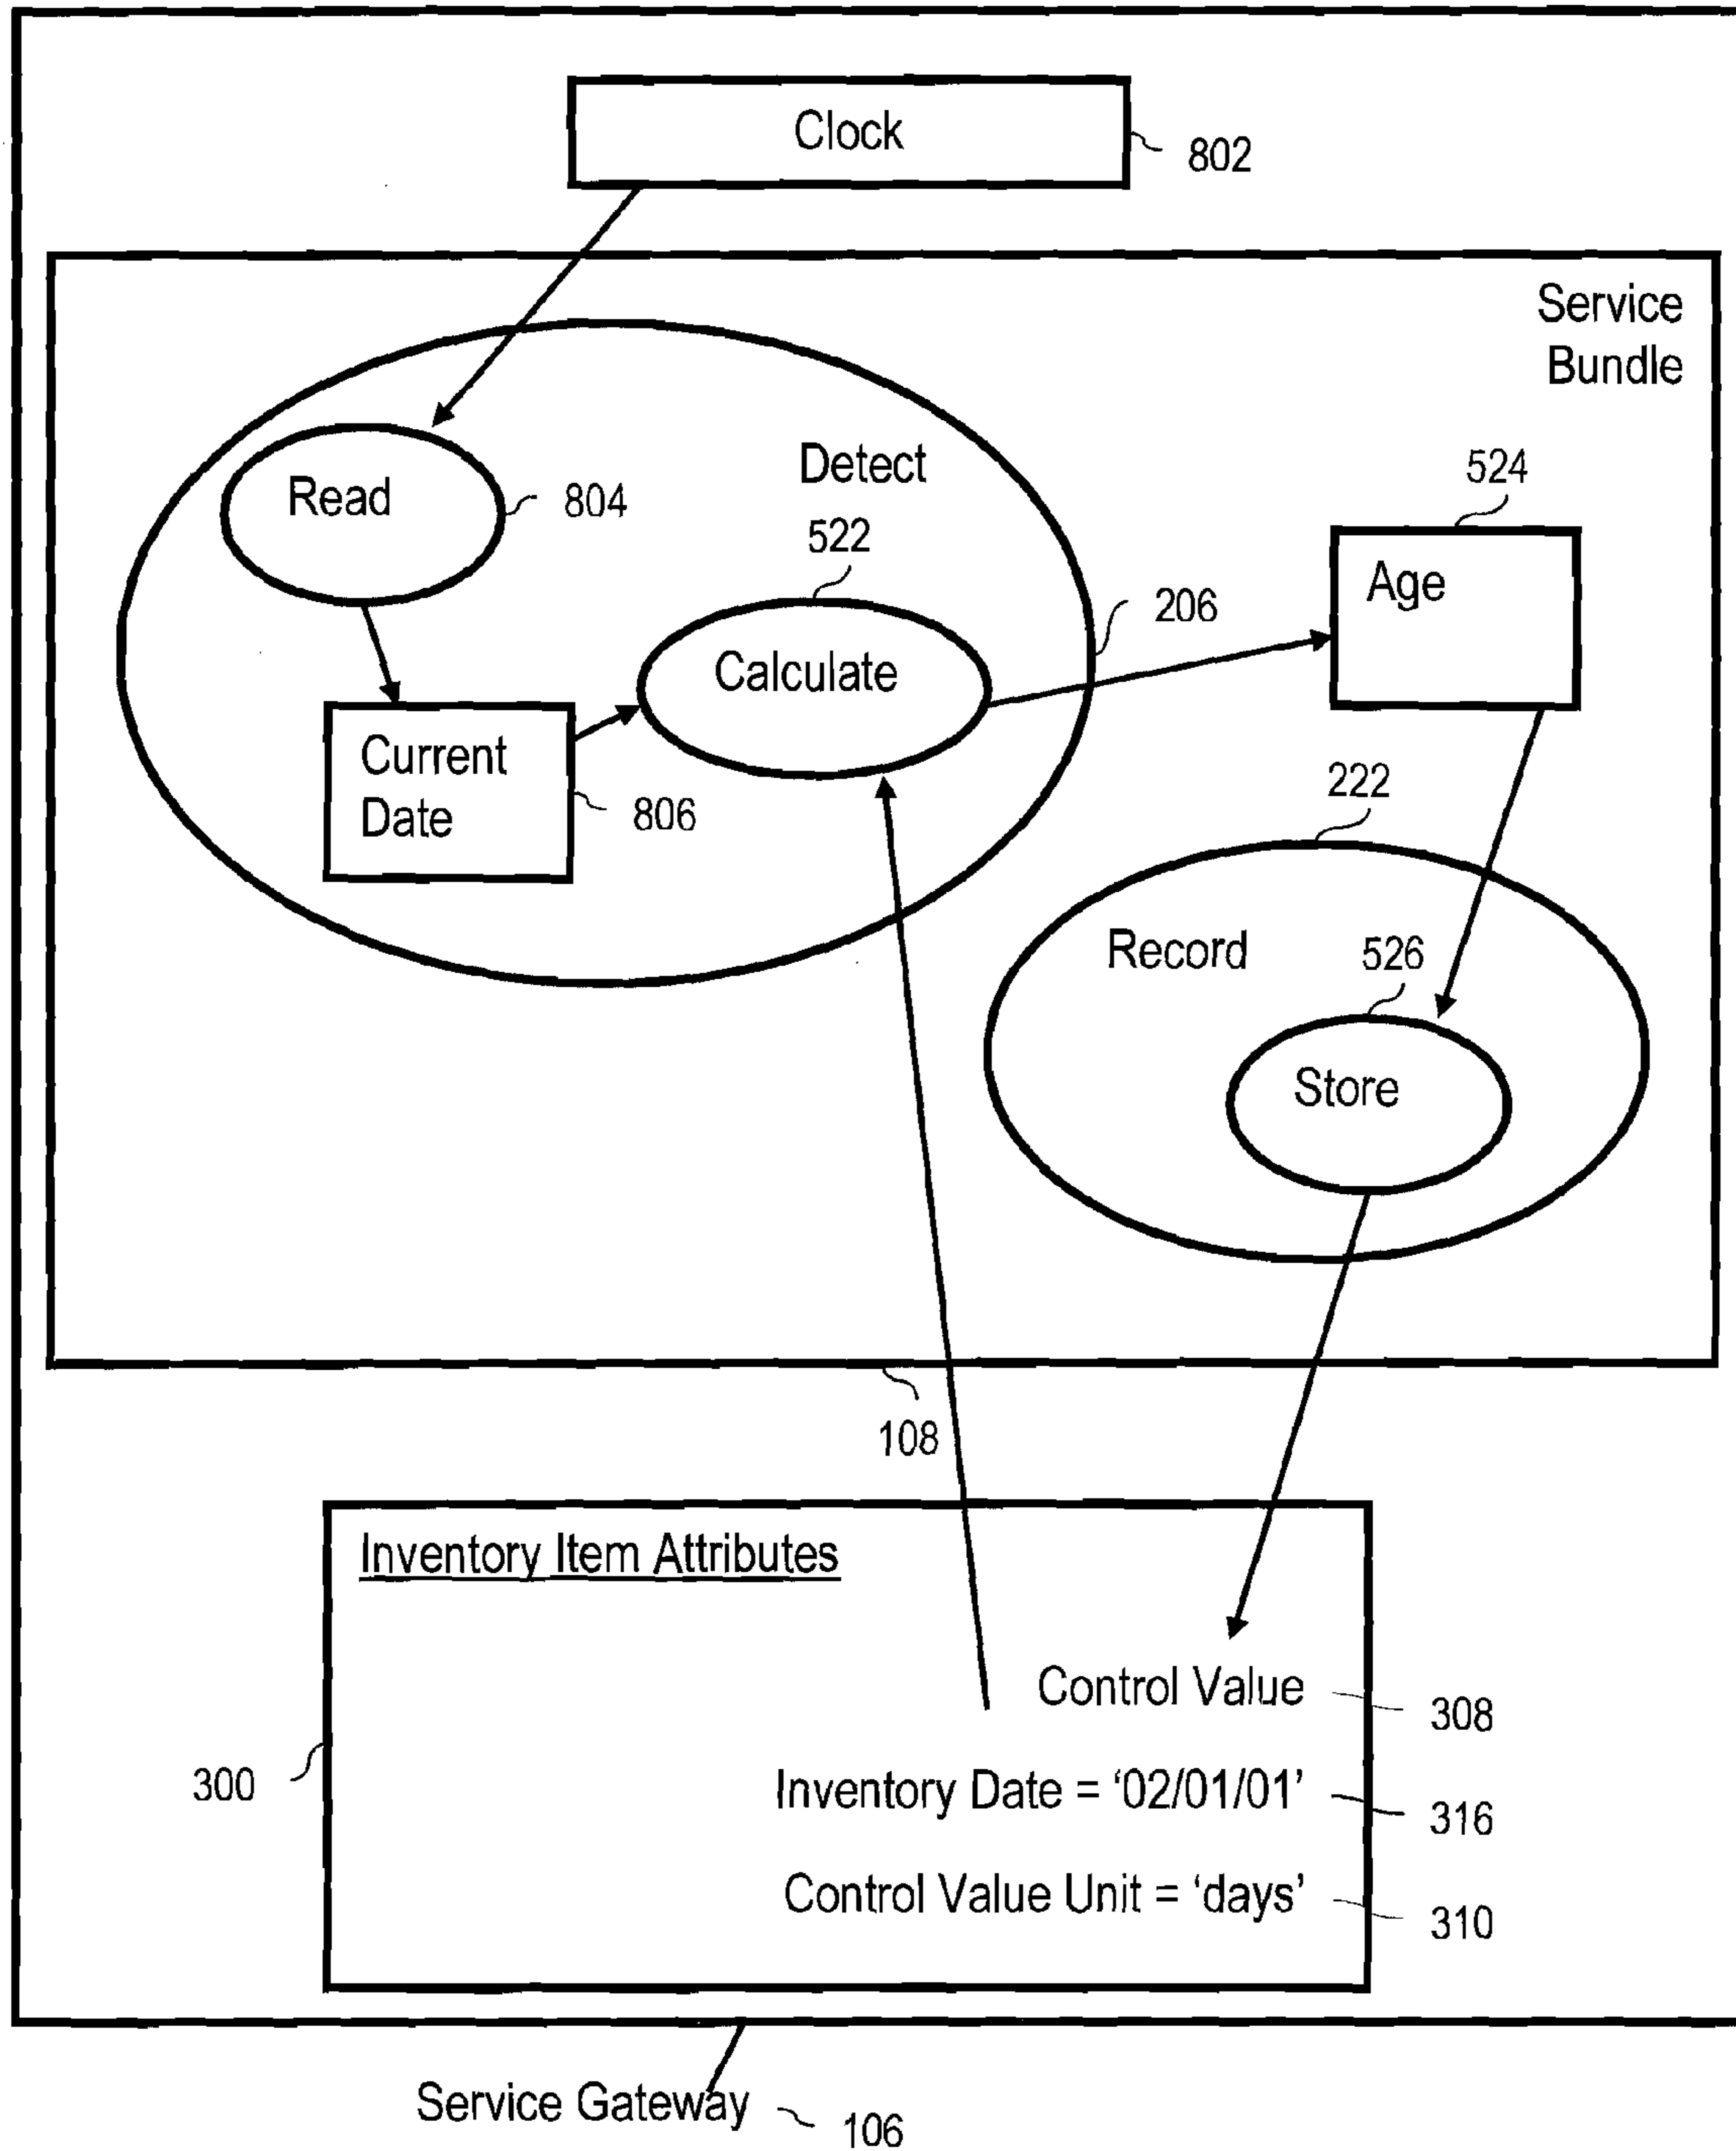 Clock
802
Service
Bundle
Detect
524
Read
804
522
Age
206
Calculate
Current
Date
806
222
Record
526
Store
108
Inventory Item Attributes
Control Value
308
300
Inventory Date = ‘02/01/01’
316
Control Value Unit = ‘days’
310
Service Gateway
106